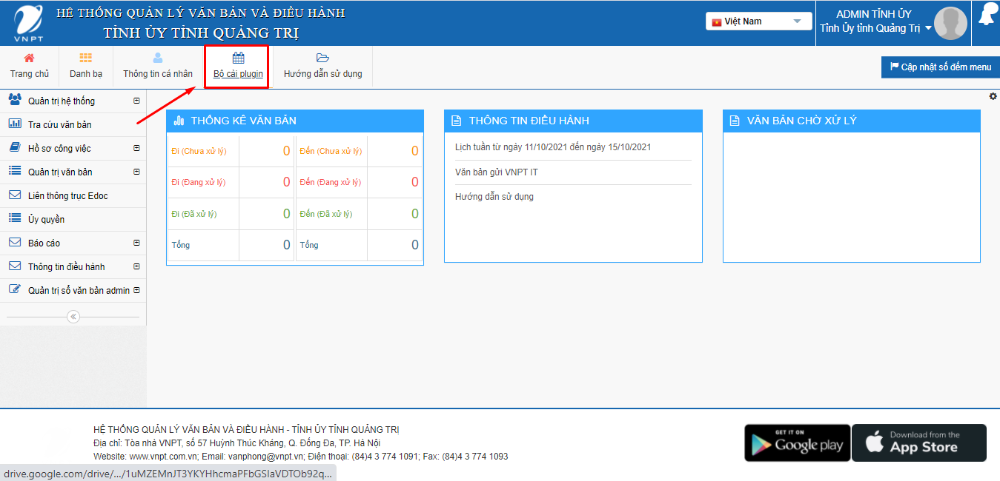 HỆ THỐNG QUẢN LÝ VĂN BẢN VÀ ĐIỀU HÀNH
TỈNH ỦY TỈNH QUẢNG TRỊ
VNPT
Việt Nam
ADMIN TỈNH ỦY
Tỉnh Ủy tỉnh Quảng Trị
Trang chủ
Danh bạ
Thông tin cá nhân
Bộ cài plugin
Hướng dẫn sử dụng
Cập nhật số đếm menu
Quản trị hệ thống
Tra cứu văn bản
Hồ sơ công việc
Quản trị văn bản
Liên thông trục Edoc
Ủy quyền
Báo cáo
Thông tin điều hành
Quản trị số văn bản admin
THỐNG KÊ VĂN BẢN
Đi (Chưa xử lý) 0 Đến (Chưa xử lý) 0
Đi (Đang xử lý) 0 Đến (Đang xử lý) 0
Đi (Đã xử lý) 0 Đến (Đã xử lý) 0
Tổng 0 Tổng 0
THÔNG TIN ĐIỀU HÀNH
Lịch tuần từ ngày 11/10/2021 đến ngày 15/10/2021
Văn bản gửi VNPT IT
Hướng dẫn sử dụng
VĂN BẢN CHỜ XỬ LÝ
HỆ THỐNG QUẢN LÝ VĂN BẢN VÀ ĐIỀU HÀNH - TỈNH ỦY TỈNH QUẢNG TRỊ
Địa chỉ: Tòa nhà VNPT, số 57 Huỳnh Thúc Kháng, Q. Đống Đa, TP. Hà Nội
Website: www.vnpt.com.vn; Email: vanphong@vnpt.vn; Điện thoại: (84)4 3 774 1091; Fax: (84)4 3 774 1093
GET IT ON
Google play
Download from the
App Store
drive.google.com/drive/.../1uMZEMnJT3YKYHhcmaPFbGSIaVDTOb92q...